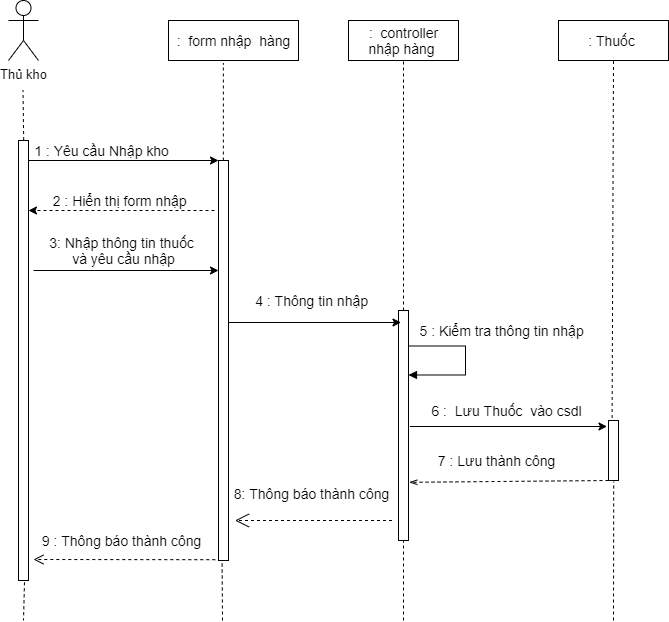 : form nhập hàng
: controller
nhập hàng
: Thuốc
Thủ kho
1 : Yêu cầu Nhập kho
2 : Hiển thị form nhập
3: Nhập thông tin thuốc
và yêu cầu nhập
4 : Thông tin nhập
5 : Kiểm tra thông tin nhập
6 : Lưu Thuốc vào csdl
7 : Lưu thành công
8: Thông báo thành công
9 : Thông báo thành công